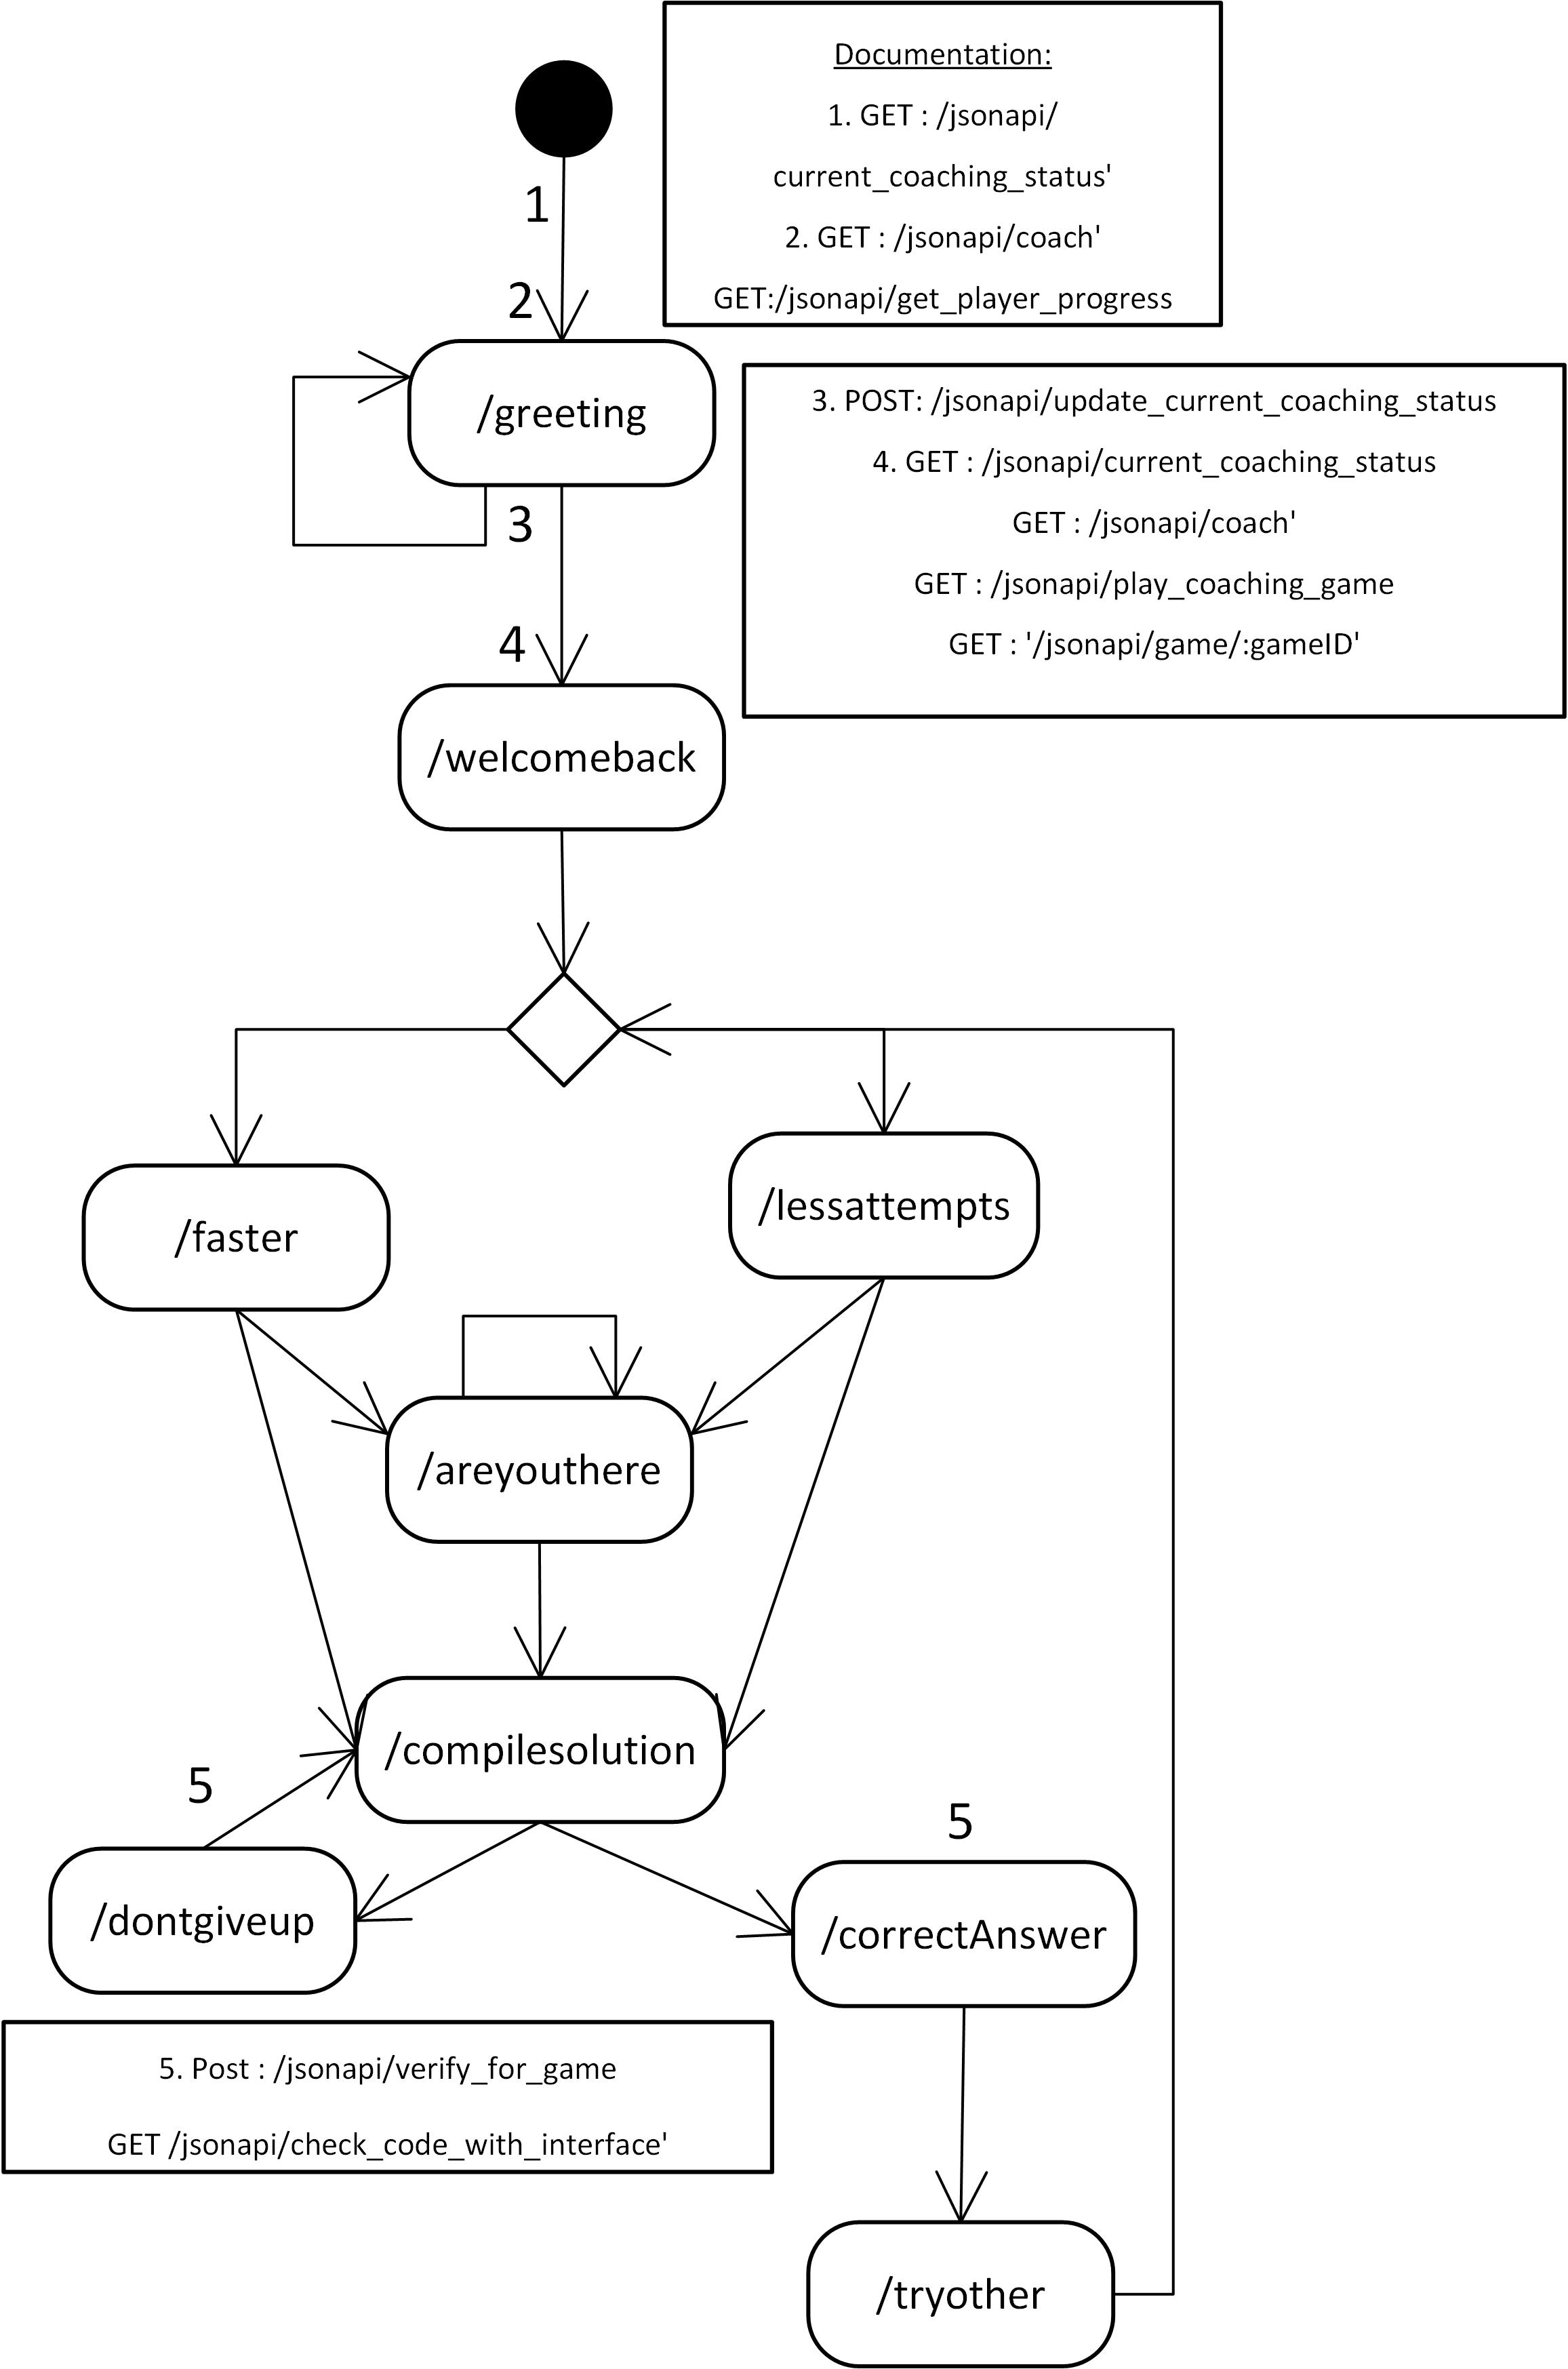 Documentation:
1. GET : /jsonapi/
current_coaching_status'
2. GET : /jsonapi/coach'
GET:/jsonapi/get_player_progress
1
2
/greeting
3. POST: /jsonapi/update_current_coaching_status
4. GET : /jsonapi/current_coaching_status
GET : /jsonapi/coach'
GET : /jsonapi/play_coaching_game
GET : '/jsonapi/game/:gameID'
3
4
/welcomeback
/faster
/lessattempts
/areyouthere
/compilesolution
5
5
/dontgiveup
/correctAnswer
5. Post : /jsonapi/verify_for_game
GET /jsonapi/check_code_with_interface'
/tryother